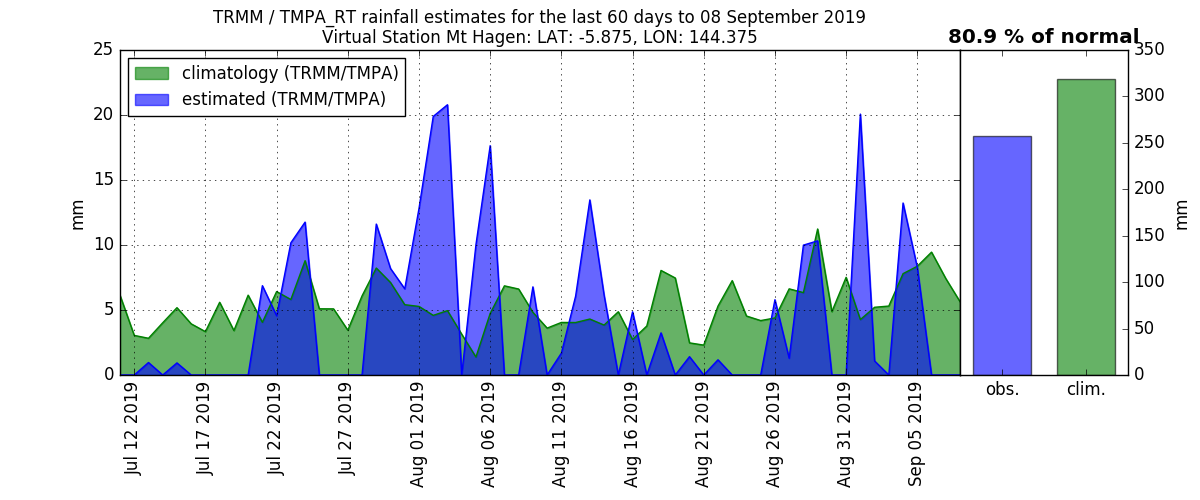 TRMM / TMPA_RT rainfall estimates for the last 60 days to 08 September 2019
Virtual Station Mt Hagen: LAT: -5.875, LON: 144.375
80.9 % of normal
climatology (TRMM/TMPA)
estimated (TRMM/TMPA)
25
20
15
10
5
0
mm
350
300
250
200
150
100
50
0
mm
Jul 12 2019
Jul 17 2019
Jul 22 2019
Jul 27 2019
Aug 01 2019
Aug 06 2019
Aug 11 2019
Aug 16 2019
Aug 21 2019
Aug 26 2019
Aug 31 2019
Sep 05 2019
obs.
clim.